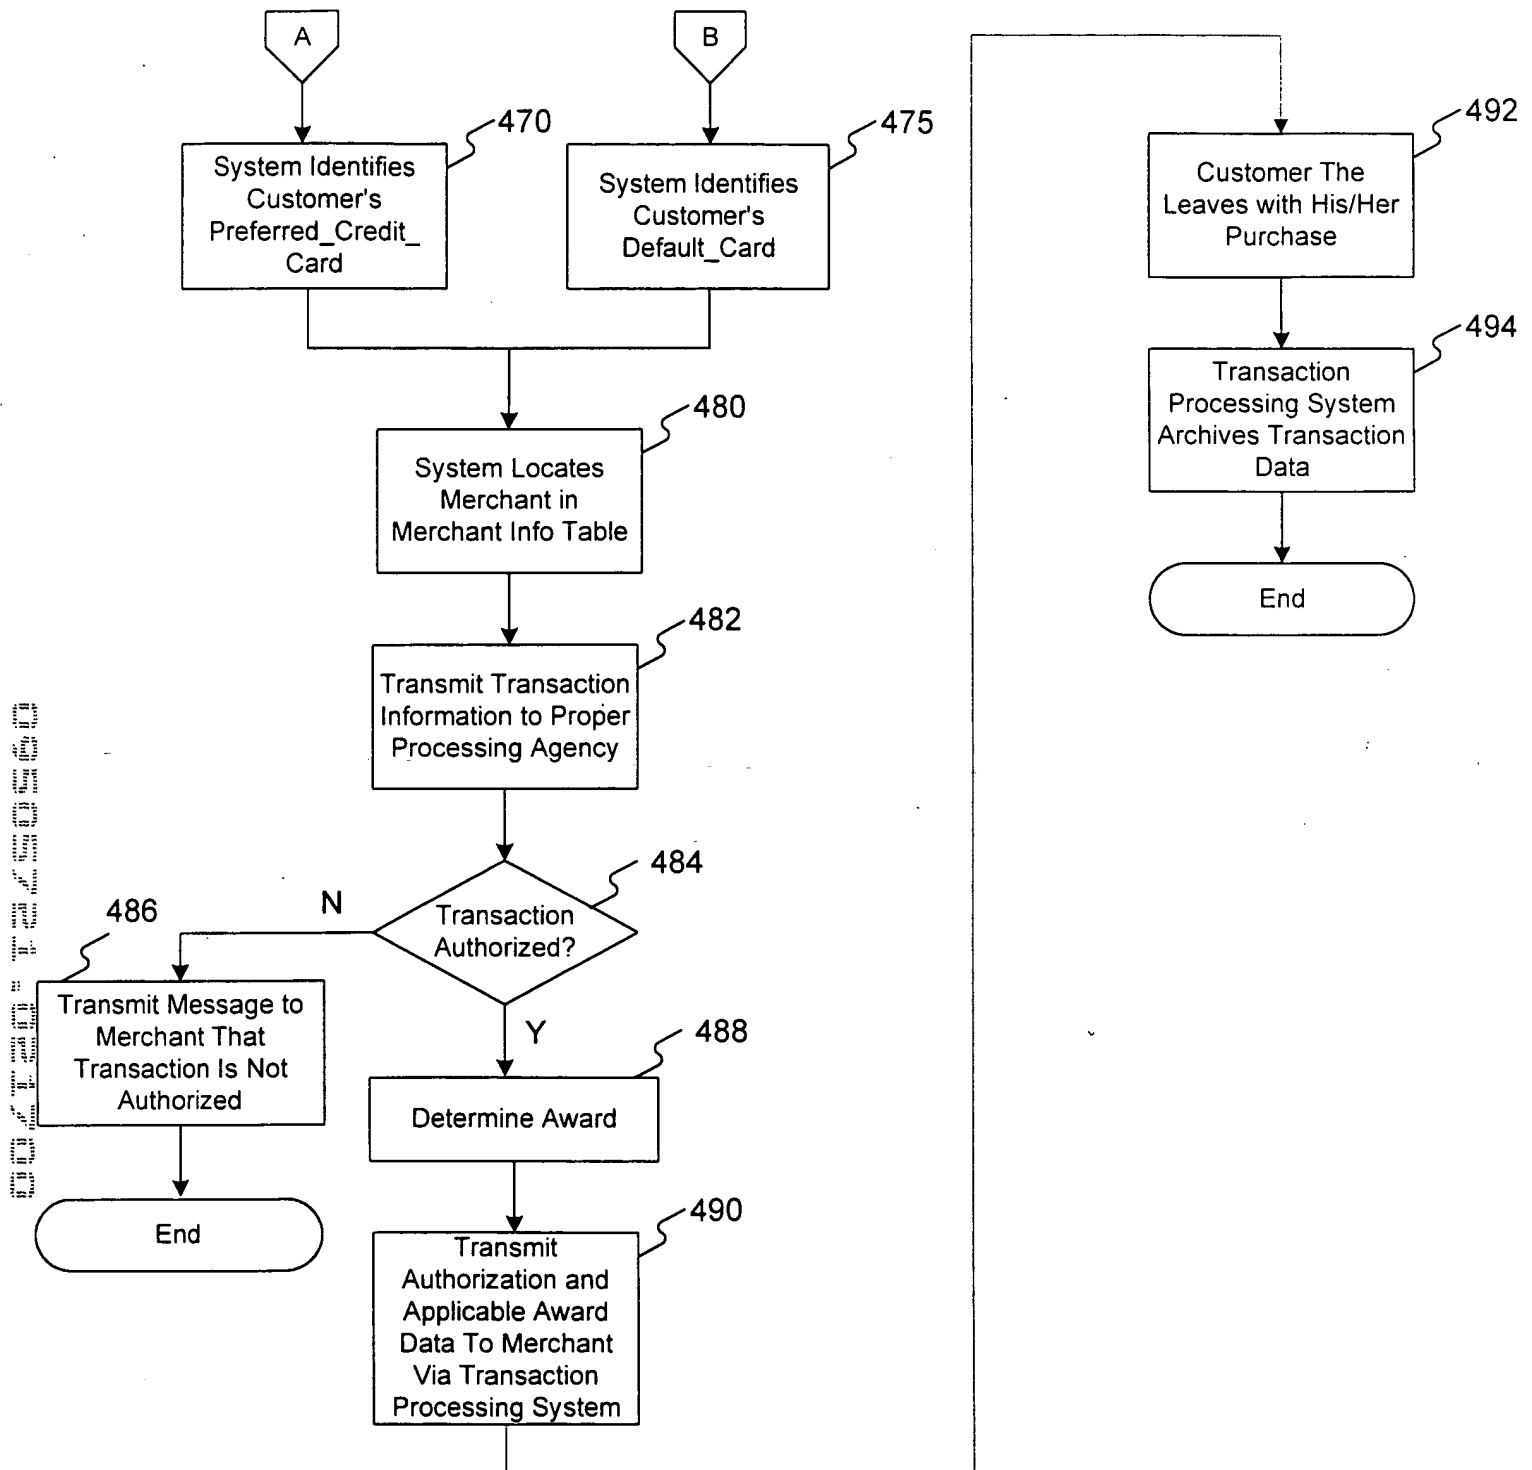 A
B
470
475
System Identifies
Customer's
Preferred_Credit_
Card
System Identifies
Customer's
Default_Card
480
System Locates
Merchant in
Merchant Info Table
482
Transmit Transaction
Information to Proper
Processing Agency
484
Transaction
Authorized?
N
486
Transmit Message to
Merchant That
Transaction Is Not
Authorized
End
Y
488
Determine Award
490
Transmit
Authorization and
Applicable Award
Data To Merchant
Via Transaction
Processing System
492
Customer The
Leaves with His/Her
Purchase
494
Transaction
Processing System
Archives Transaction
Data
End